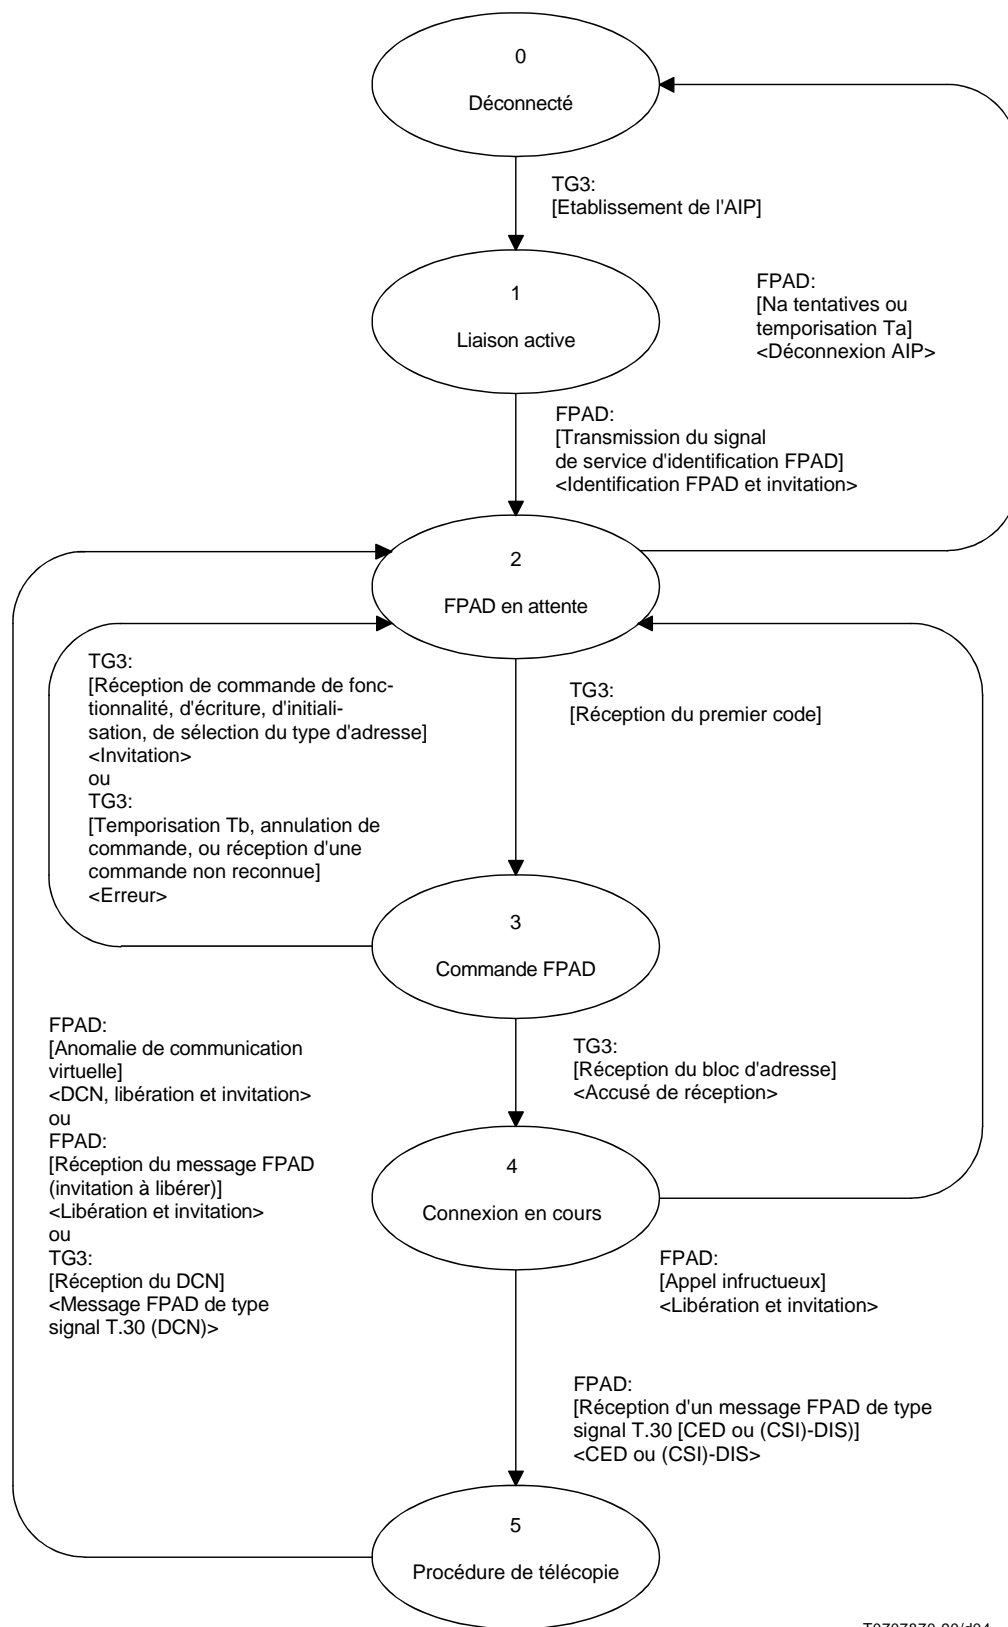 0
Déconnecté
TG3:
[Etablissement de l'AIP]
1
Liaison active
FPAD:
[Na tentatives ou
temporisation Ta]
<Déconnexion AIP>
FPAD:
[Transmission du signal
de service d'identification FPAD]
<Identification FPAD et invitation>
2
FPAD en attente
TG3:
[Réception de commande de fonc-
tionnalité, d'écriture, d'initiali-
sation, de sélection du type d'adresse]
<Invitation>
ou
TG3:
[Temporisation Tb, annulation de
commande, ou réception d'une
commande non reconnue]
<Erreur>
TG3:
[Réception du premier code]
3
Commande FPAD
FPAD:
[Anomalie de communication
virtuelle]
<DCN, libération et invitation>
ou
FPAD:
[Réception du message FPAD
(invitation à libérer)]
<Libération et invitation>
ou
TG3:
[Réception du DCN]
<Message FPAD de type
signal T.30 (DCN)>
TG3:
[Réception du bloc d'adresse]
<Accusé de réception>
4
Connexion en cours
FPAD:
[Appel infructueux]
<Libération et invitation>
FPAD:
[Réception d'un message FPAD de type
signal T.30 [CED ou (CSI)-DIS)]
<CED ou (CSI)-DIS>
5
Procédure de télécopie